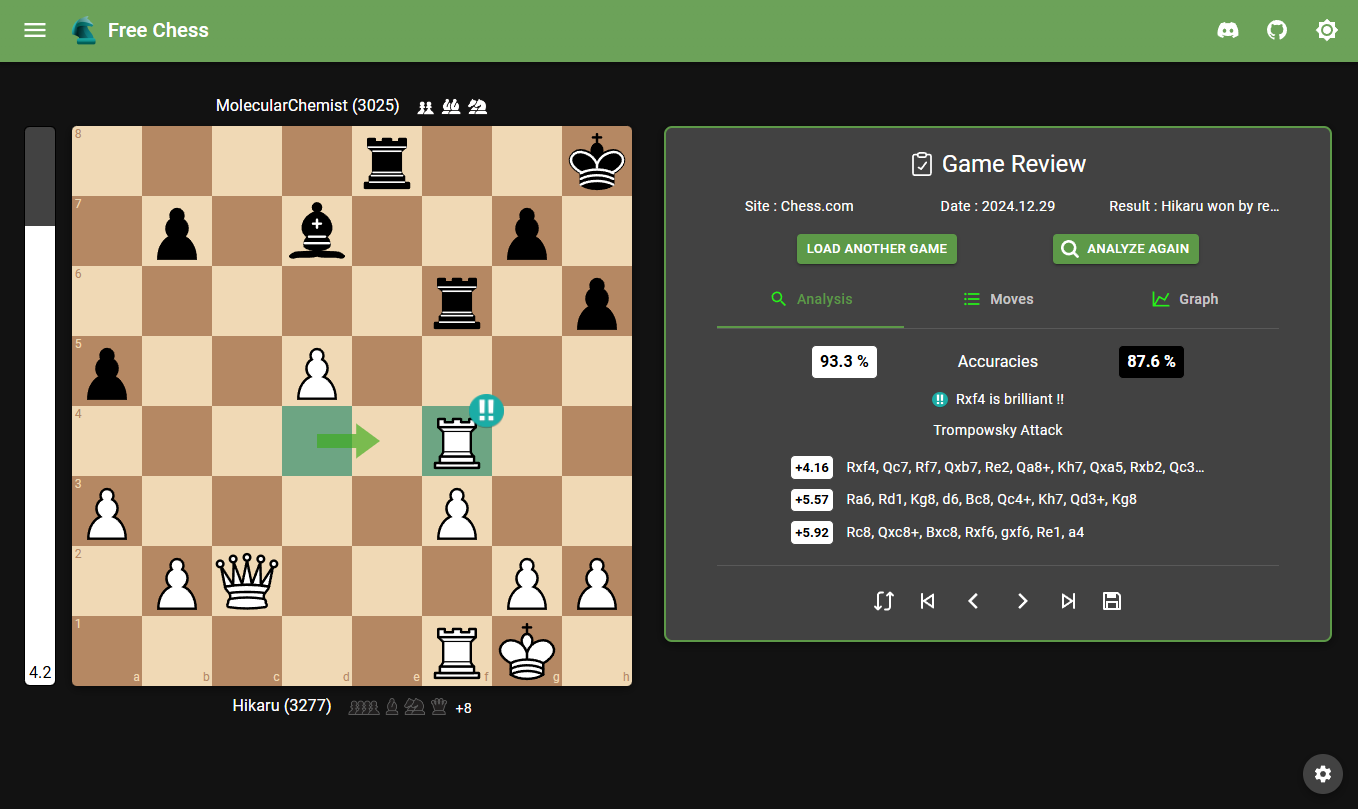 Free Chess
MolecularChemist (3025)
8
7
6
5
4
3
2
1
a b c d e f g h
4.2
Hikaru (3277) +8
Game Review
Site : Chess.com Date : 2024.12.29 Result : Hikaru won by re...
LOAD ANOTHER GAME ANALYZE AGAIN
Analysis Moves Graph
93.3 % Accuracies 87.6 %
!! Rxf4 is brilliant !!
Trompowsky Attack
+4.16 Rxf4, Qc7, Rf7, Qxb7, Re2, Qa8+, Kh7, Qxa5, Rxb2, Qc3...
+5.57 Ra6, Rd1, Kg8, d6, Bc8, Qc4+, Kh7, Qd3+, Kg8
+5.92 Rc8, Qxc8+, Bxc8, Rxf6, gxf6, Re1, a4
!!